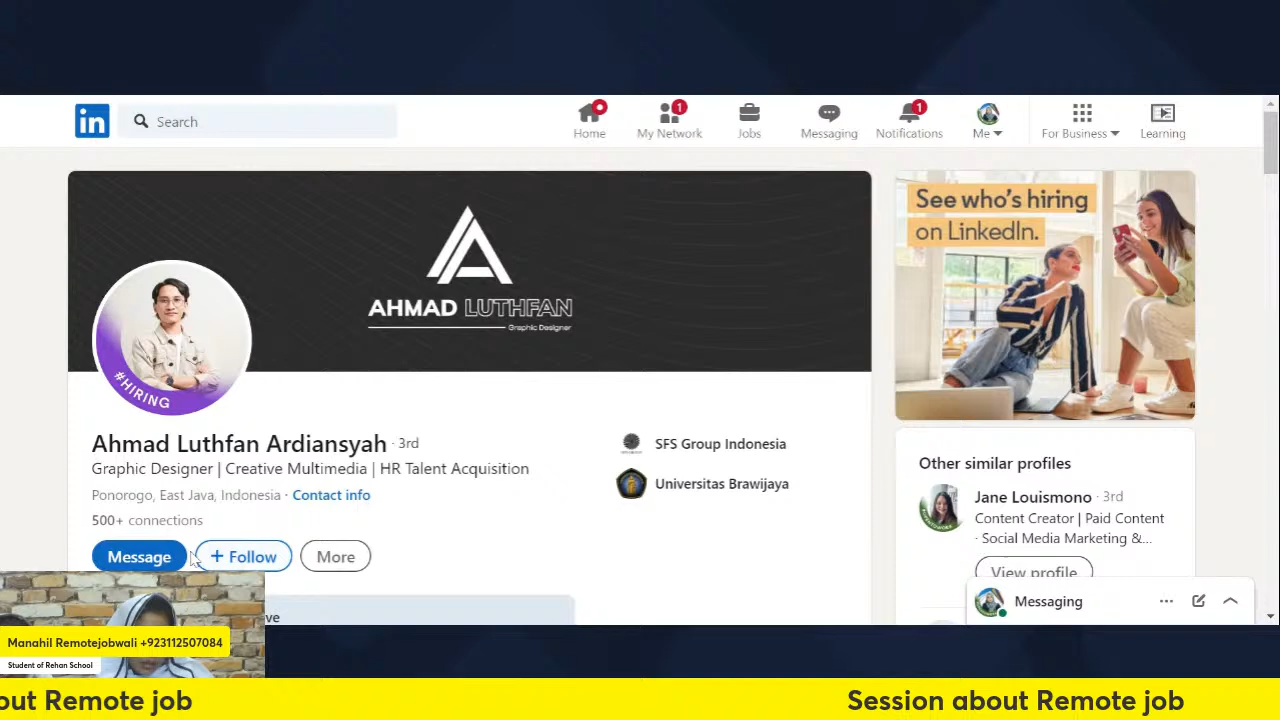 in
Search
Home
1
My Network
Jobs
Messaging
1
Notifications
Me
For Business
Learning
AHMAD LUTHFAN
Graphic Designer
#HIRING
See who's hiring
on LinkedIn.
Ahmad Luthfan Ardiansyah · 3rd
Graphic Designer | Creative Multimedia | HR Talent Acquisition
Ponorogo, East Java, Indonesia · Contact info
500+ connections
SFS Group Indonesia
Universitas Brawijaya
Message
+ Follow
More
Other similar profiles
Jane Louismono · 3rd
Content Creator | Paid Content
· Social Media Marketing &...
View profile
Messaging
ve
Manahil Remotejobwali +923112507084
Student of Rehan School
out Remote job
Session about Remote job